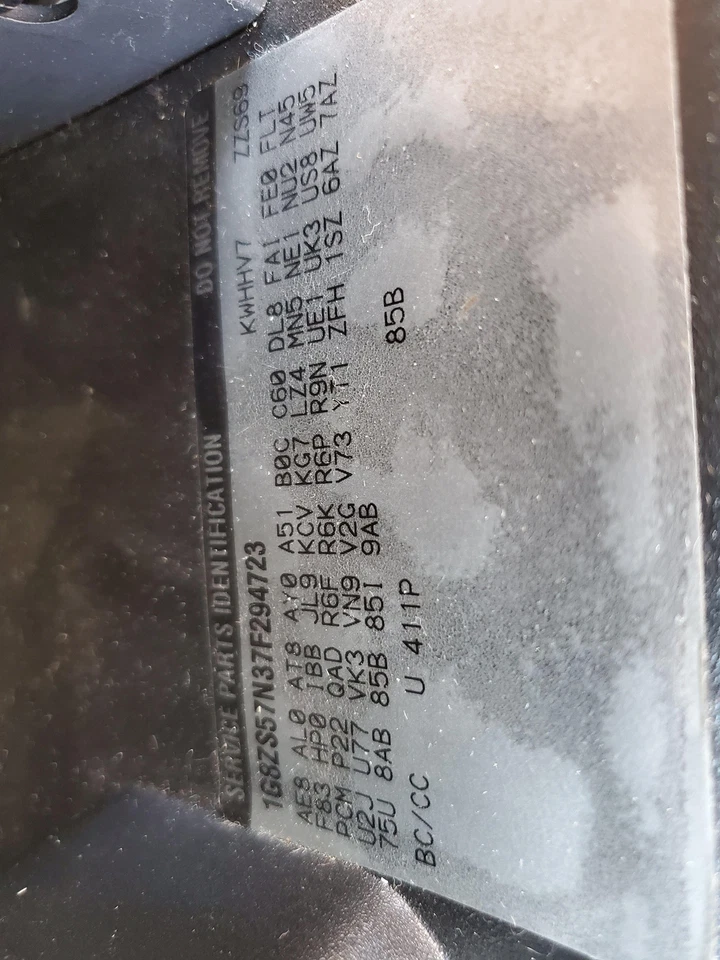 SERVICE PARTS IDENTIFICATION DO NOT REMOVE
1G8ZS57N37F294723 KWHHV7 ZZS69
AE8 AL0 AT8 AY0 A51 B0C C60 DL8 FAI FE0 FLT
F83 HP0 IBB JL9 KCV KG7 LZ4 MN5 NE1 NU2 N45
PCM P22 QAD R6F R6K R6P R9N UE1 UK3 US8 UW5
U2J U77 VK3 VN9 V2G V73 YT1 ZFH 1SZ 6AZ 7AZ
75U 8AB 85B 85I 9AB
BC/CC U 411P 85B